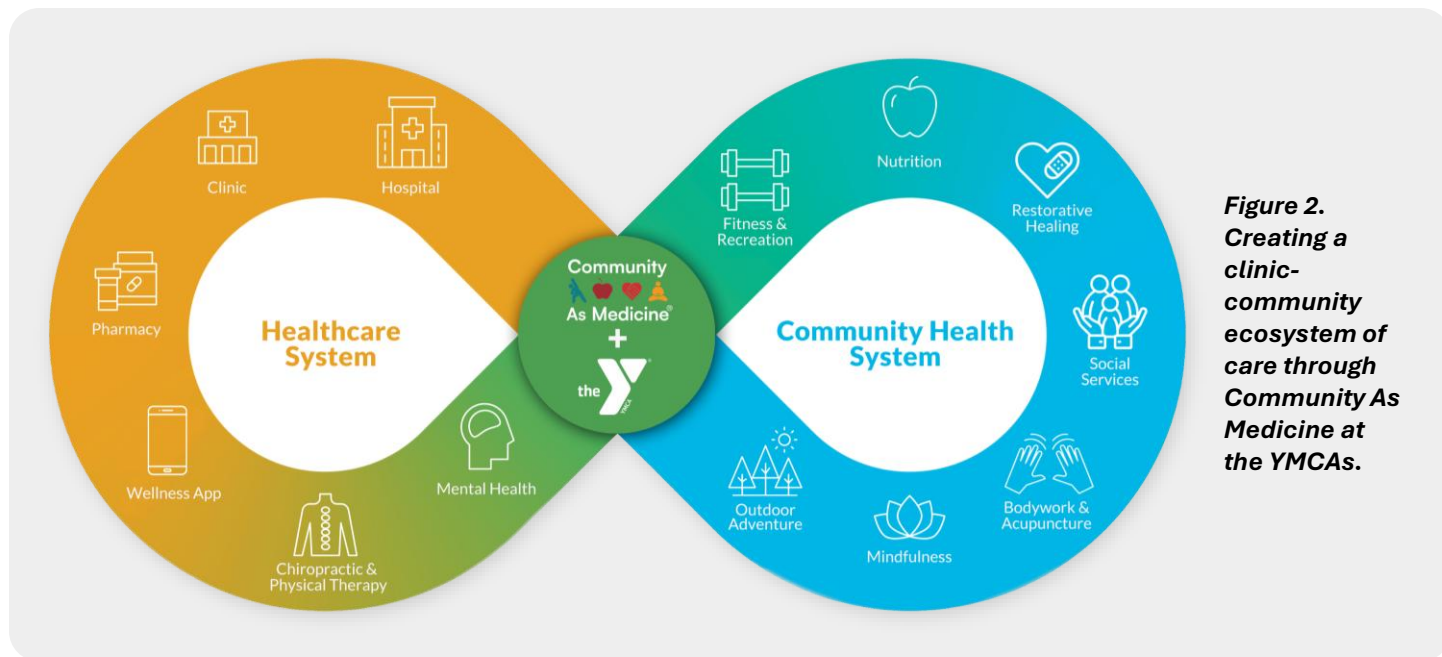 Clinic
Hospital
Pharmacy
Healthcare
System
Wellness App
Chiropractic &
Physical Therapy
Mental Health
Community
As Medicine®
+
the
YMCA
®
Fitness &
Recreation
Nutrition
Restorative
Healing
Community Health
System
Social
Services
Outdoor
Adventure
Mindfulness
Bodywork &
Acupuncture
Figure 2.
Creating a
clinic-
community
ecosystem of
care through
Community As
Medicine at
the YMCAs.